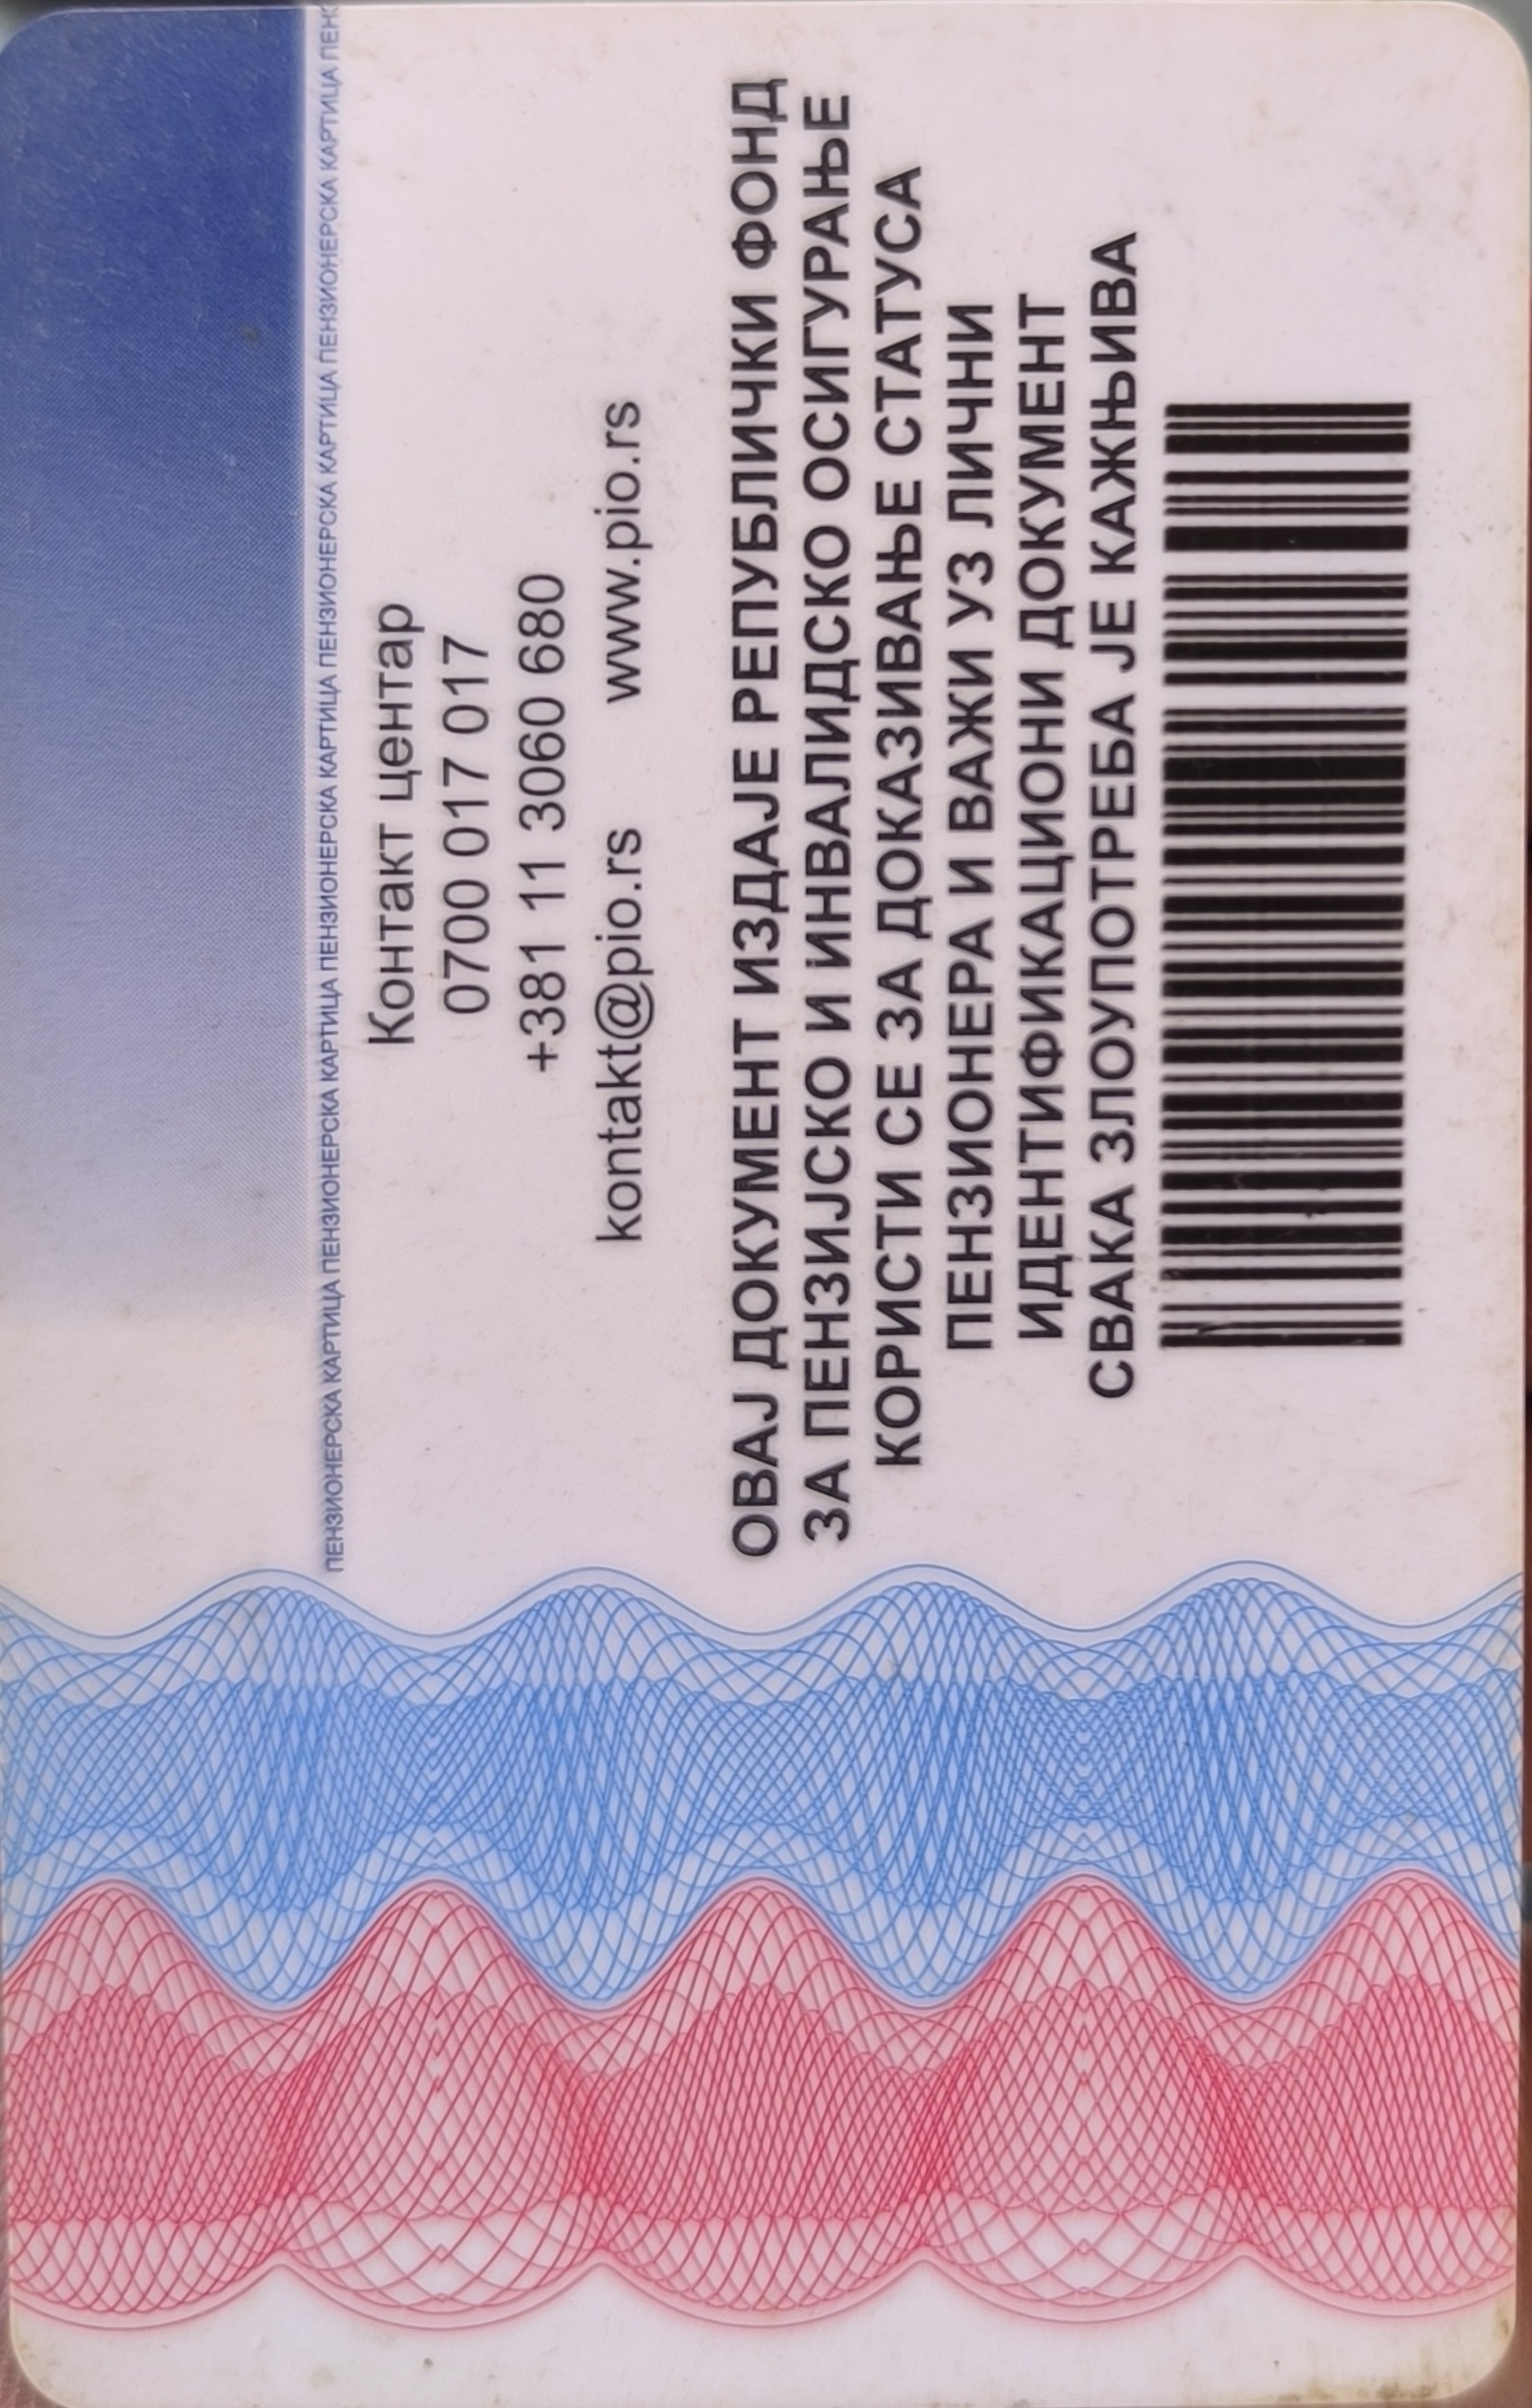 ПЕНЗИОНЕРСКА КАРТИЦА ПЕНЗИОНЕРСКА КАРТИЦА ПЕНЗИОНЕРСКА КАРТИЦА ПЕНЗИОНЕРСКА КАРТИЦА ПЕНЗИОНЕРСКА КАРТИЦА ПЕНЗИОНЕРСКА КАРТИЦА ПЕНЗ
Контакт центар
0700 017 017
+381 11 3060 680
kontakt@pio.rs www.pio.rs
ОВАЈ ДОКУМЕНТ ИЗДАЈЕ РЕПУБЛИЧКИ ФОНД
ЗА ПЕНЗИЈСКО И ИНВАЛИДСКО ОСИГУРАЊЕ
КОРИСТИ СЕ ЗА ДОКАЗИВАЊЕ СТАТУСА
ПЕНЗИОНЕРА И ВАЖИ УЗ ЛИЧНИ
ИДЕНТИФИКАЦИОНИ ДОКУМЕНТ
СВАКА ЗЛОУПОТРЕБА ЈЕ КАЖЊИВА